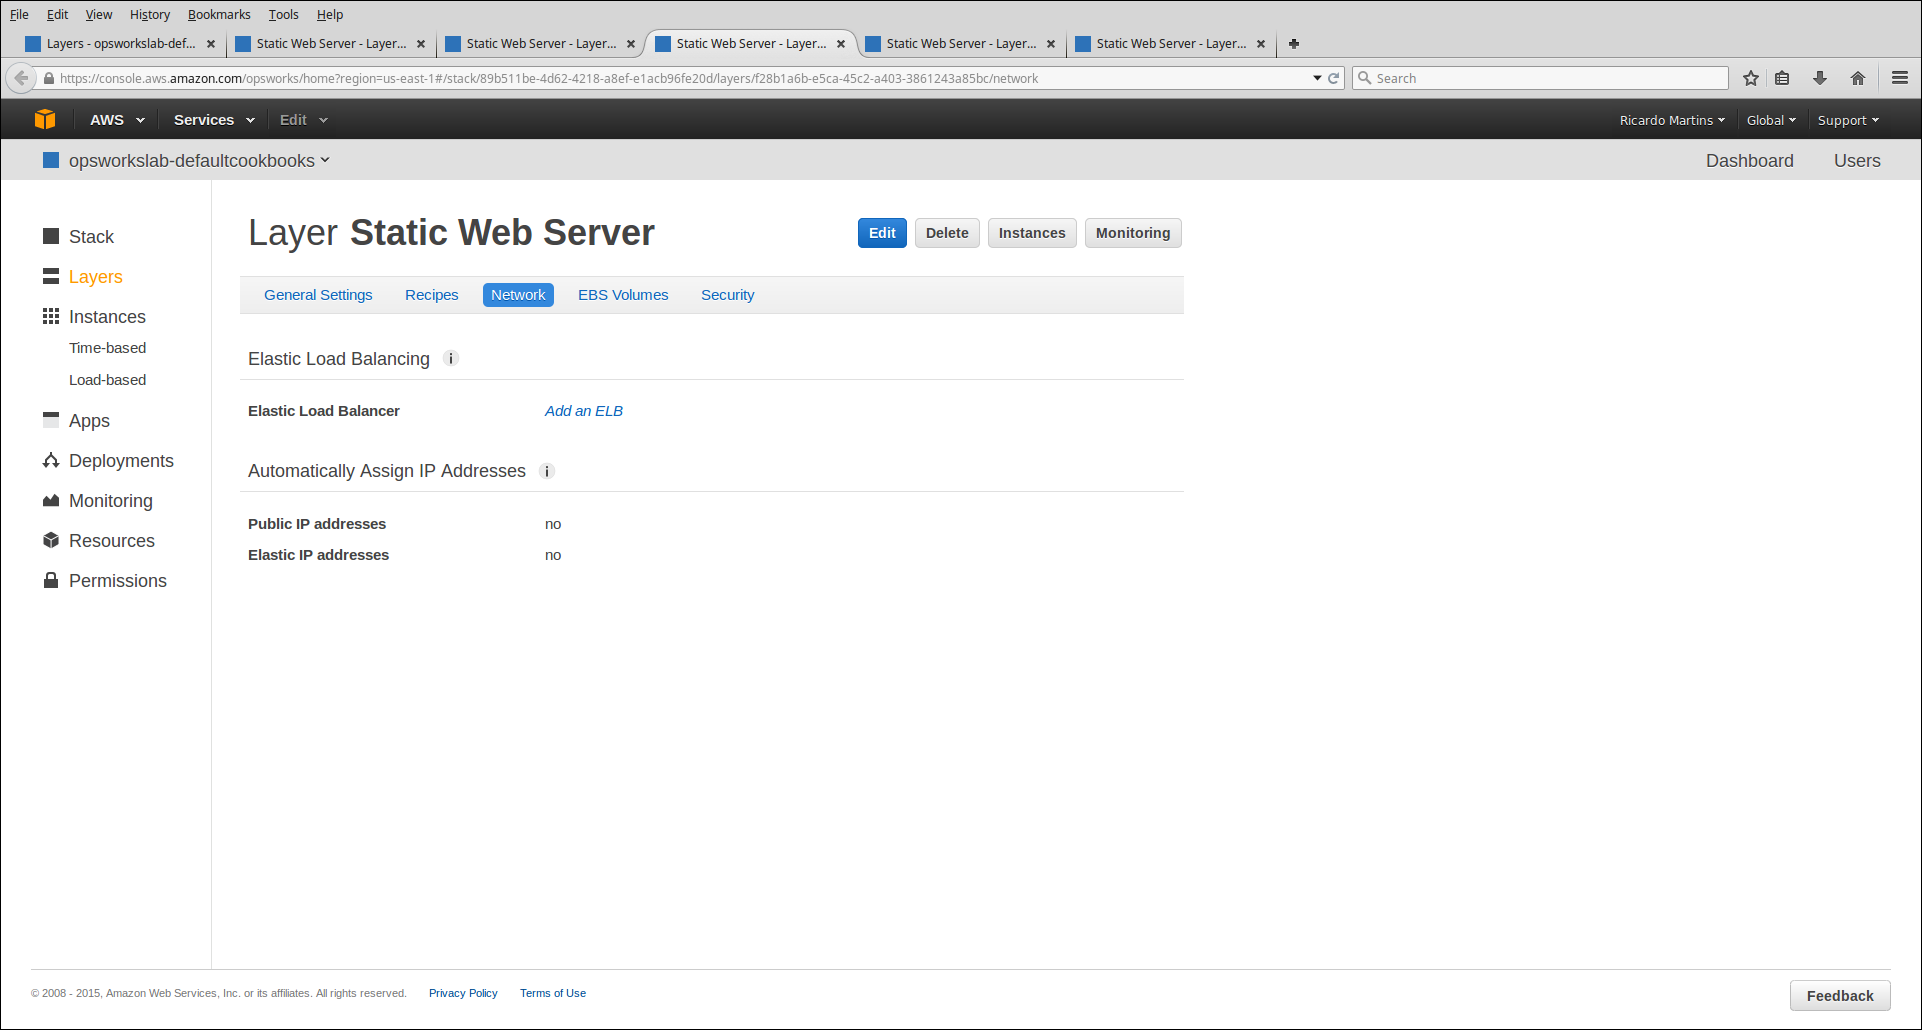 File Edit View History Bookmarks Tools Help
Layers - opsworkslab-def... Static Web Server - Layer... Static Web Server - Layer... Static Web Server - Layer... Static Web Server - Layer... Static Web Server - Layer...
https://console.aws.amazon.com/opsworks/home?region=us-east-1#/stack/89b511be-4d62-4218-a8ef-e1acb96fe20d/layers/f28b1a6b-e5ca-45c2-a403-3861243a85bc/network Search
AWS Services Edit Ricardo Martins Global Support
opsworkslab-defaultcookbooks Dashboard Users
Stack
Layers
Instances
Time-based
Load-based
Apps
Deployments
Monitoring
Resources
Permissions
Layer Static Web Server Edit Delete Instances Monitoring
General Settings Recipes Network EBS Volumes Security
Elastic Load Balancing i
Elastic Load Balancer Add an ELB
Automatically Assign IP Addresses i
Public IP addresses no
Elastic IP addresses no
© 2008 - 2015, Amazon Web Services, Inc. or its affiliates. All rights reserved. Privacy Policy Terms of Use Feedback